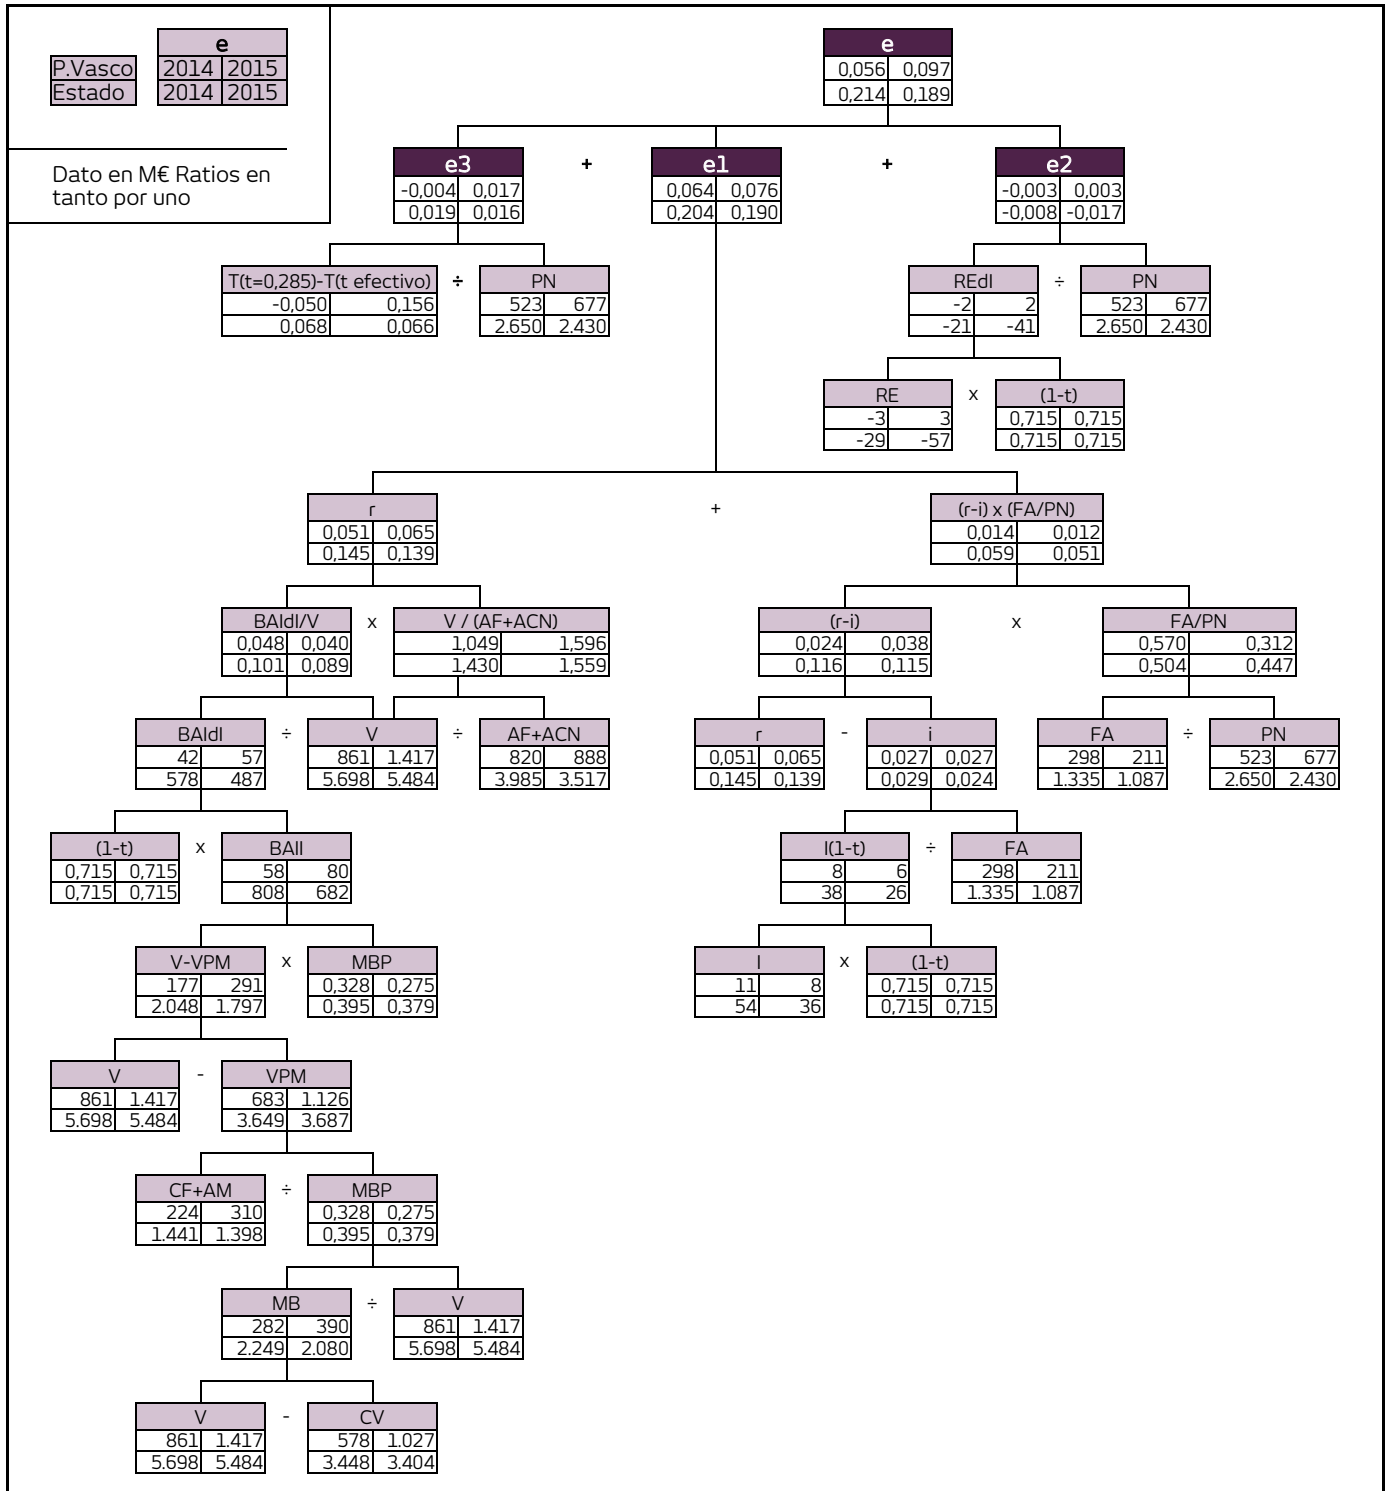 e
P.Vasco 2014 2015
Estado 2014 2015
Dato en M€ Ratios en
tanto por uno
e
0,056 0,097
0,214 0,189
e3 + e1 + e2
-0,004 0,017 0,064 0,076 -0,003 0,003
0,019 0,016 0,204 0,190 -0,008 -0,017
T(t=0,285)-T(t efectivo) ÷ PN REdI ÷ PN
-0,050 0,156 523 677 -2 2 523 677
0,068 0,066 2.650 2.430 -21 -41 2.650 2.430
RE x (1-t)
-3 3 0,715 0,715
-29 -57 0,715 0,715
r + (r-i) x (FA/PN)
0,051 0,065 0,014 0,012
0,145 0,139 0,059 0,051
BAIdI/V x V / (AF+ACN) (r-i) x FA/PN
0,048 0,040 1,049 1,596 0,024 0,038 0,570 0,312
0,101 0,089 1,430 1,559 0,116 0,115 0,504 0,447
BAIdI ÷ V ÷ AF+ACN r - i FA ÷ PN
42 57 861 1.417 820 888 0,051 0,065 0,027 0,027 298 211 523 677
578 487 5.698 5.484 3.985 3.517 0,145 0,139 0,029 0,024 1.335 1.087 2.650 2.430
(1-t) x BAII I(1-t) ÷ FA
0,715 0,715 58 80 8 6 298 211
0,715 0,715 808 682 38 26 1.335 1.087
V-VPM x MBP I x (1-t)
177 291 0,328 0,275 11 8 0,715 0,715
2.048 1.797 0,395 0,379 54 36 0,715 0,715
V - VPM
861 1.417 683 1.126
5.698 5.484 3.649 3.687
CF+AM ÷ MBP
224 310 0,328 0,275
1.441 1.398 0,395 0,379
MB ÷ V
282 390 861 1.417
2.249 2.080 5.698 5.484
V - CV
861 1.417 578 1.027
5.698 5.484 3.448 3.404